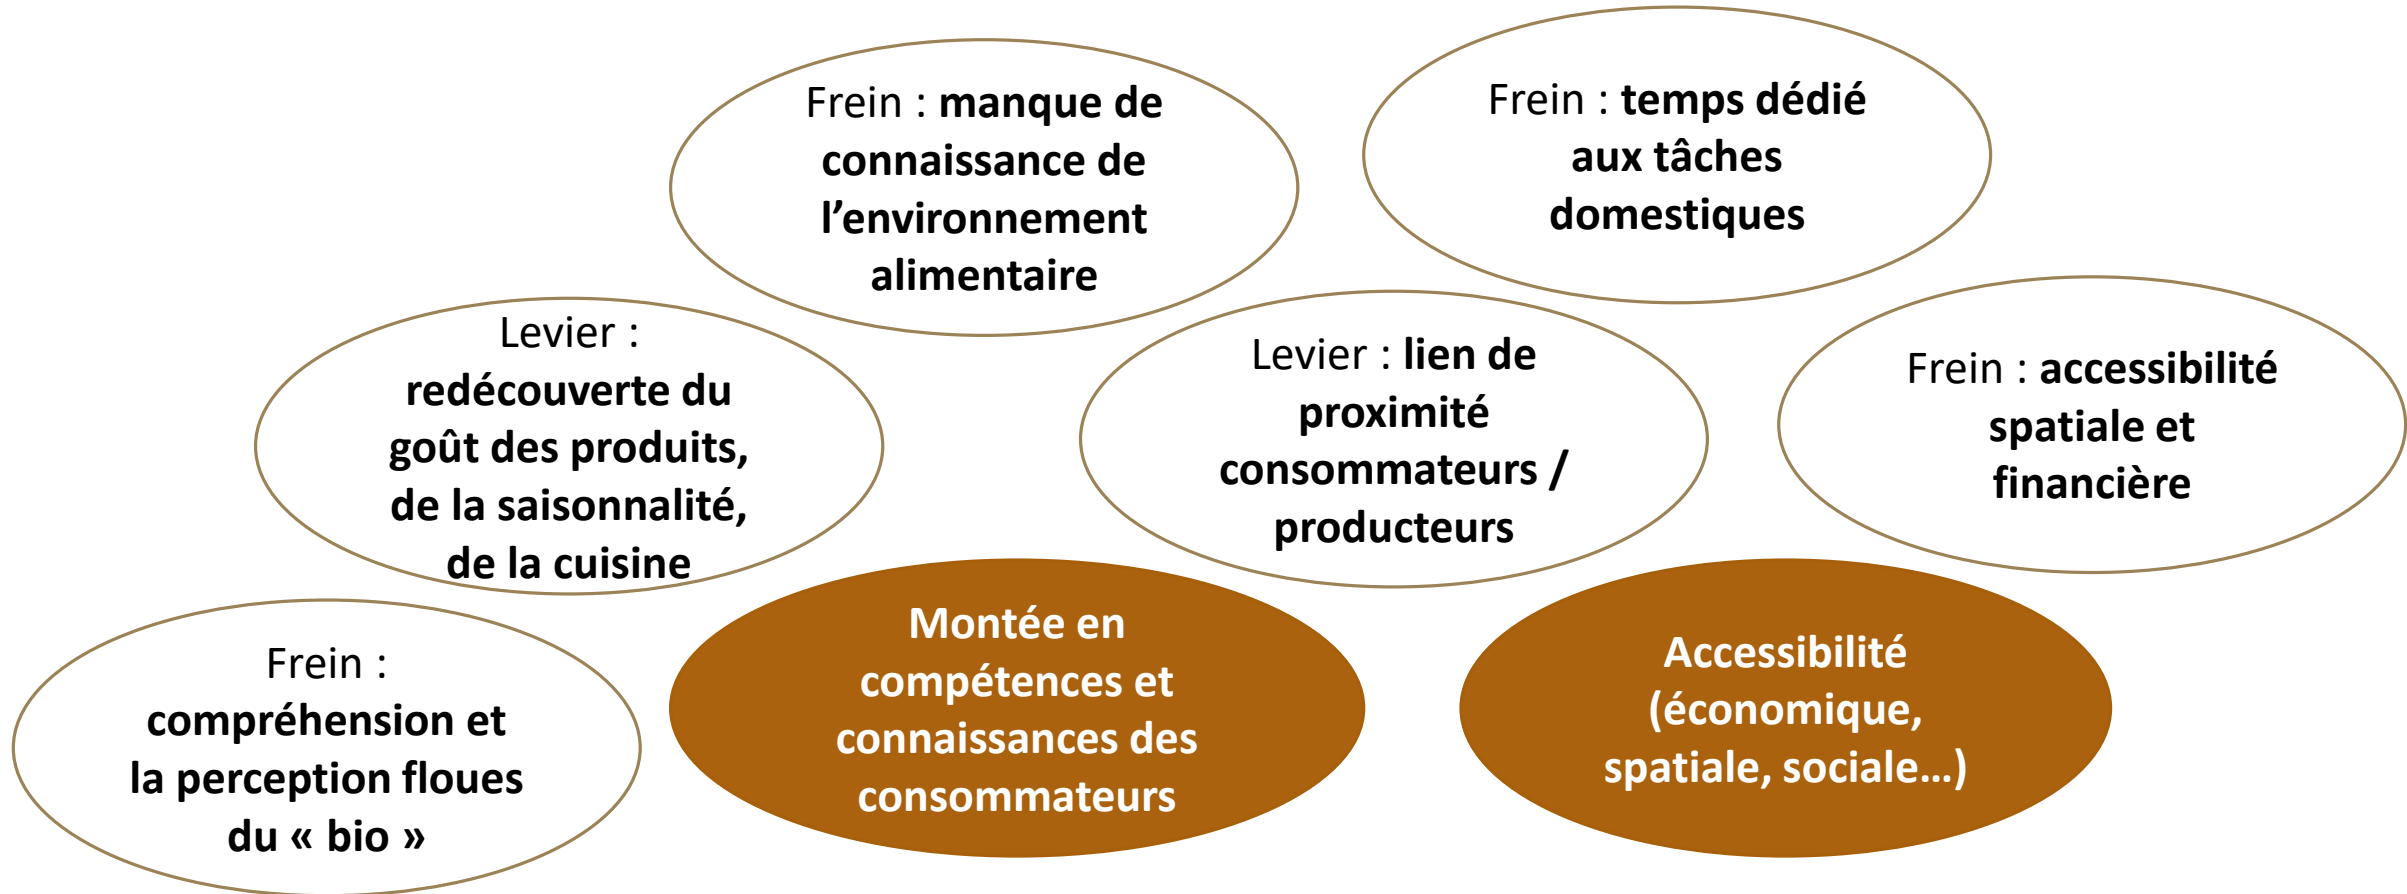 Frein : manque de
connaissance de
l’environnement
alimentaire
Frein : temps dédié
aux tâches
domestiques
Levier :
redécouverte du
goût des produits,
de la saisonnalité,
de la cuisine
Levier : lien de
proximité
consommateurs /
producteurs
Frein : accessibilité
spatiale et
financière
Frein :
compréhension et
la perception floues
du « bio »
Montée en
compétences et
connaissances des
consommateurs
Accessibilité
(économique,
spatiale, sociale…)